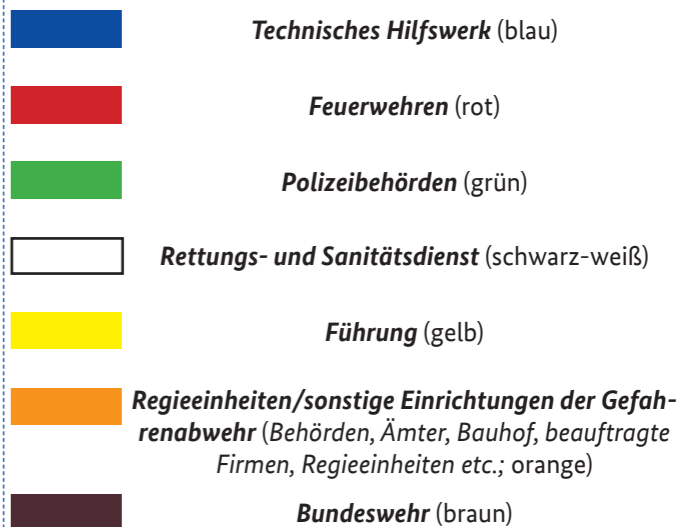 Technisches Hilfswerk (blau)
Feuerwehren (rot)
Polizeibehörden (grün)
Rettungs- und Sanitätsdienst (schwarz-weiß)
Führung (gelb)
Regieeinheiten/sonstige Einrichtungen der Gefah-
renabwehr (Behörden, Ämter, Bauhof, beauftragte
Firmen, Regieeinheiten etc.; orange)
Bundeswehr (braun)